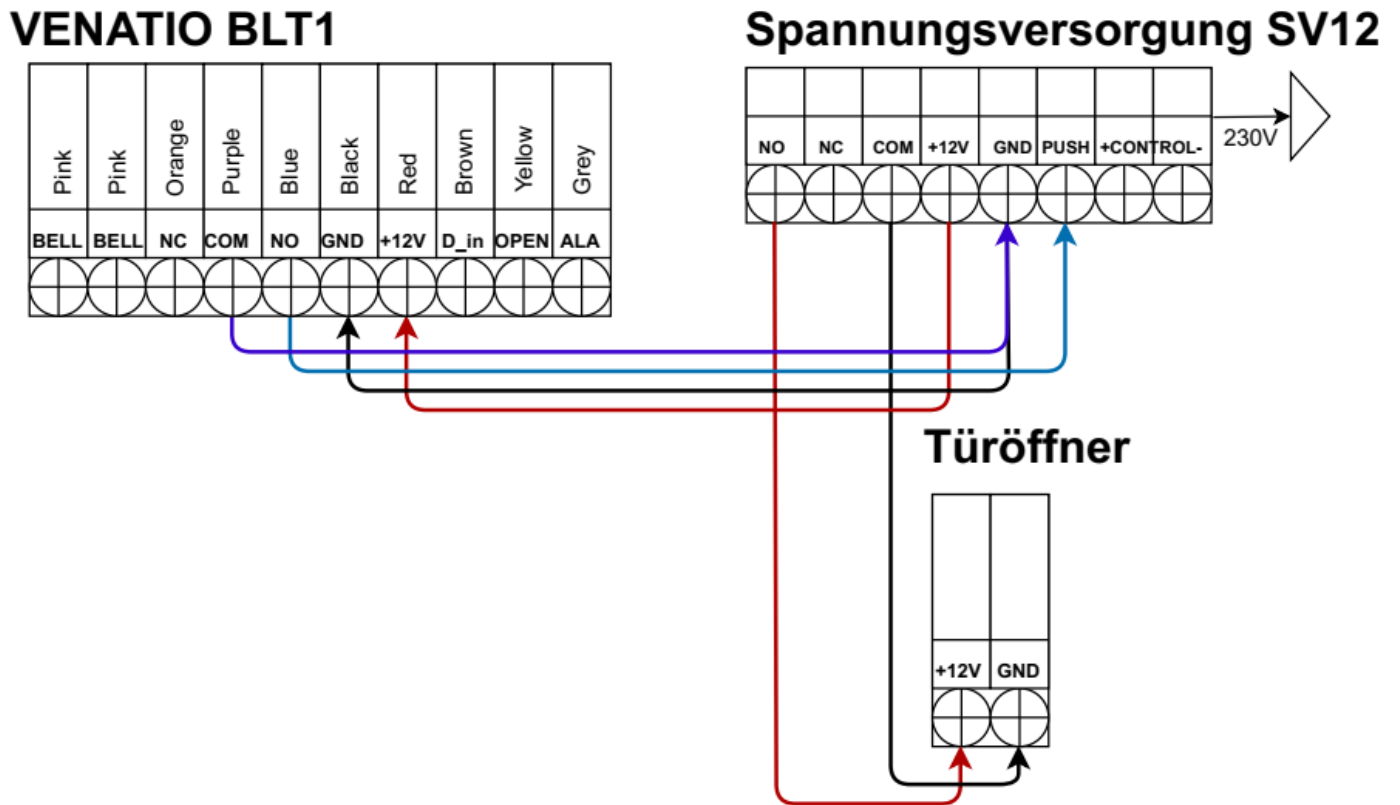 VENATIO BLT1
Spannungsversorgung SV12
Pink Pink Orange Purple Blue Black Red Brown Yellow Grey
BELL BELL NC COM NO GND +12V D_in OPEN ALA
NO NC COM +12V GND PUSH +CONTROL-
230V
Türöffner
+12V GND